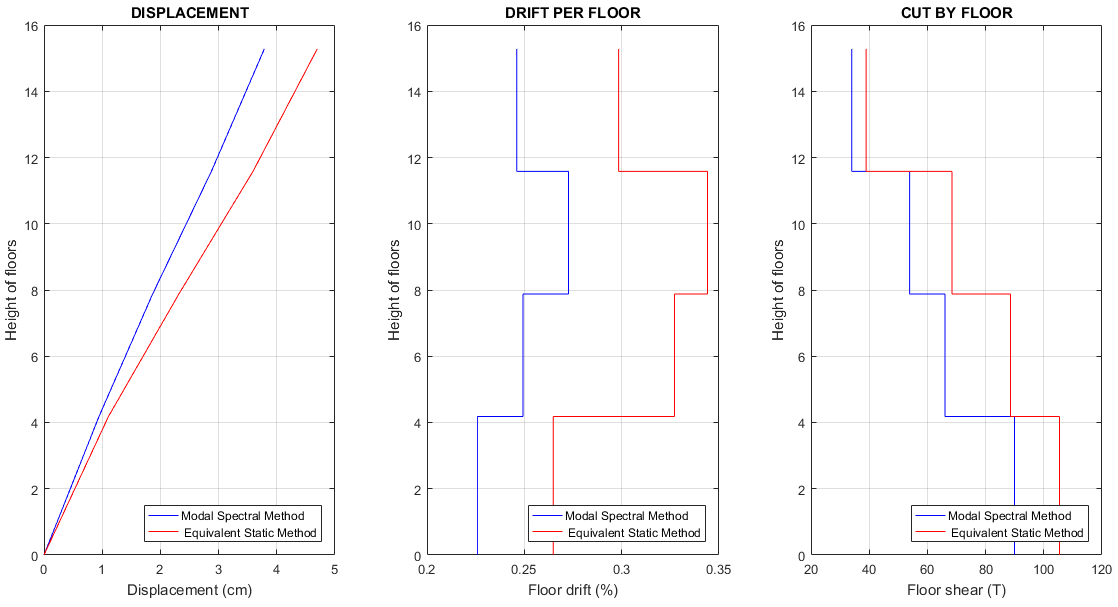 DISPLACEMENT
16
14
12
10
8
6
4
2
0
0 1 2 3 4 5
Height of floors
Displacement (cm)
Modal Spectral Method
Equivalent Static Method
DRIFT PER FLOOR
16
14
12
10
8
6
4
2
0
0.2 0.25 0.3 0.35
Height of floors
Floor drift (%)
Modal Spectral Method
Equivalent Static Method
CUT BY FLOOR
16
14
12
10
8
6
4
2
0
20 40 60 80 100 120
Height of floors
Floor shear (T)
Modal Spectral Method
Equivalent Static Method